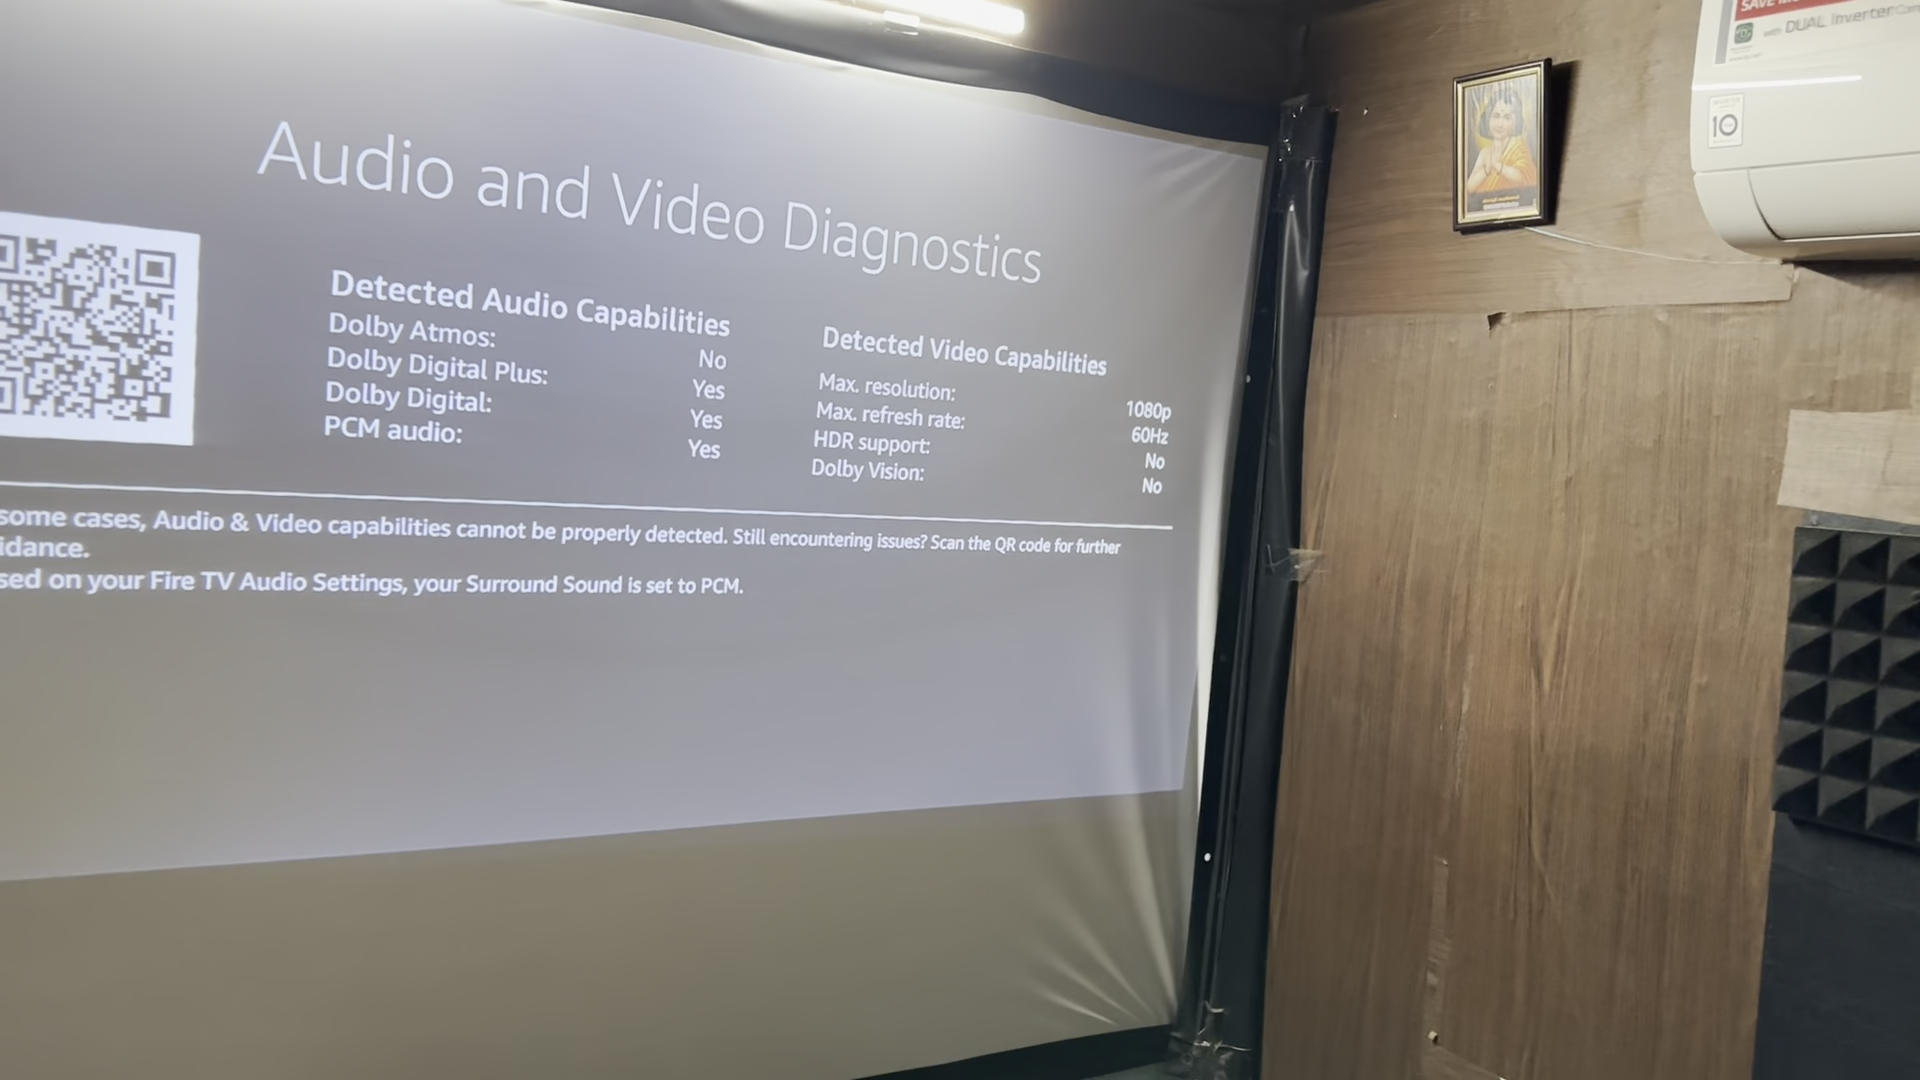 SAVE
with DUAL Inverter
10
Audio and Video Diagnostics
Detected Audio Capabilities
Dolby Atmos: No
Dolby Digital Plus: Yes
Dolby Digital: Yes
PCM audio: Yes
Detected Video Capabilities
Max. resolution: 1080p
Max. refresh rate: 60Hz
HDR support: No
Dolby Vision: No
some cases, Audio & Video capabilities cannot be properly detected. Still encountering issues? Scan the QR code for further
idance.
sed on your Fire TV Audio Settings, your Surround Sound is set to PCM.